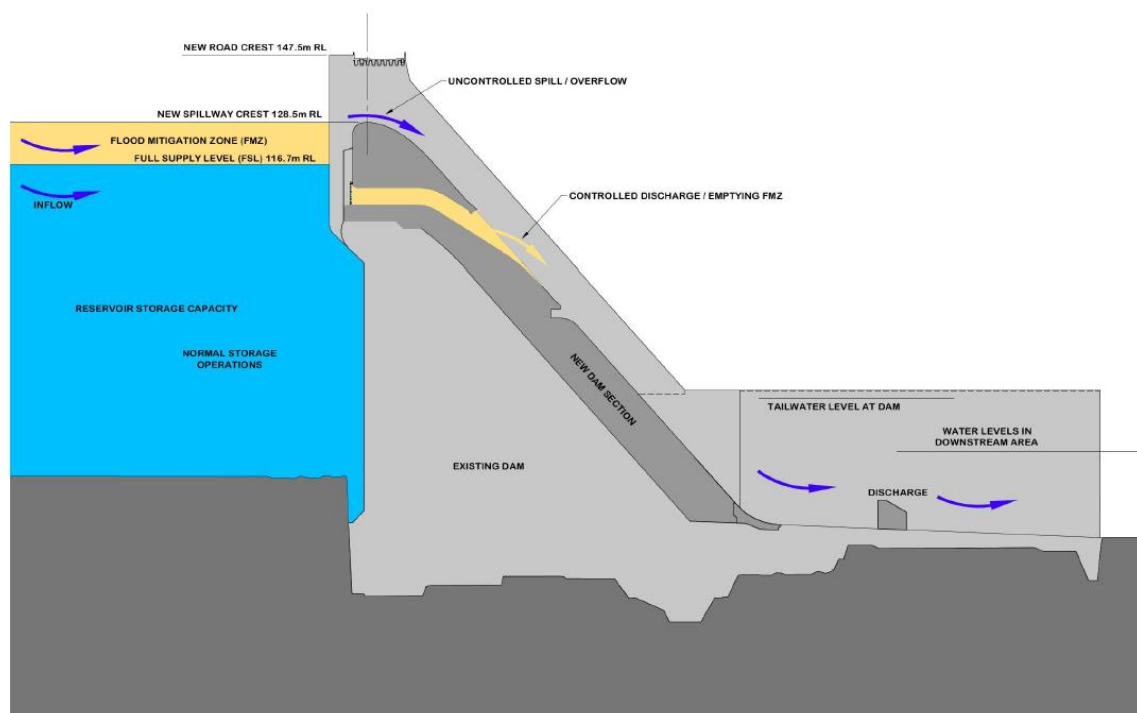 NEW ROAD CREST 147.5m RL
UNCONTROLLED SPILL / OVERFLOW
NEW SPILLWAY CREST 128.5m RL
FLOOD MITIGATION ZONE (FMZ)
FULL SUPPLY LEVEL (FSL) 116.7m RL
INFLOW
CONTROLLED DISCHARGE / EMPTYING FMZ
RESERVOIR STORAGE CAPACITY
NORMAL STORAGE
OPERATIONS
NEW DAM SECTION
TAILWATER LEVEL AT DAM
WATER LEVELS IN
DOWNSTREAM AREA
EXISTING DAM
DISCHARGE